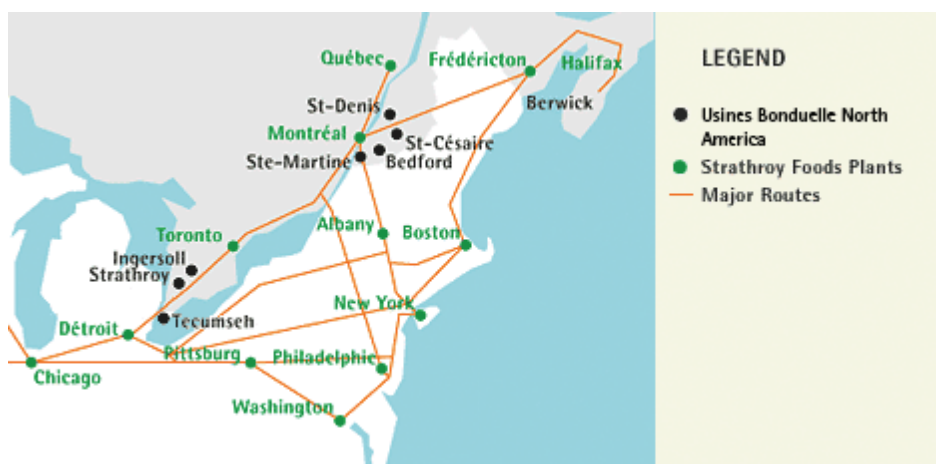 Québec
Frédéricton
Halifax
LEGEND
St-Denis
Berwick
Usines Bonduelle North
America
Montréal
St-Césaire
Ste-Martine
Bedford
Strathroy Foods Plants
Major Routes
Albany
Boston
Toronto
Ingersoll
Strathroy
New York
Tecumseh
Détroit
Pittsburg
Philadelphie
Chicago
Washington